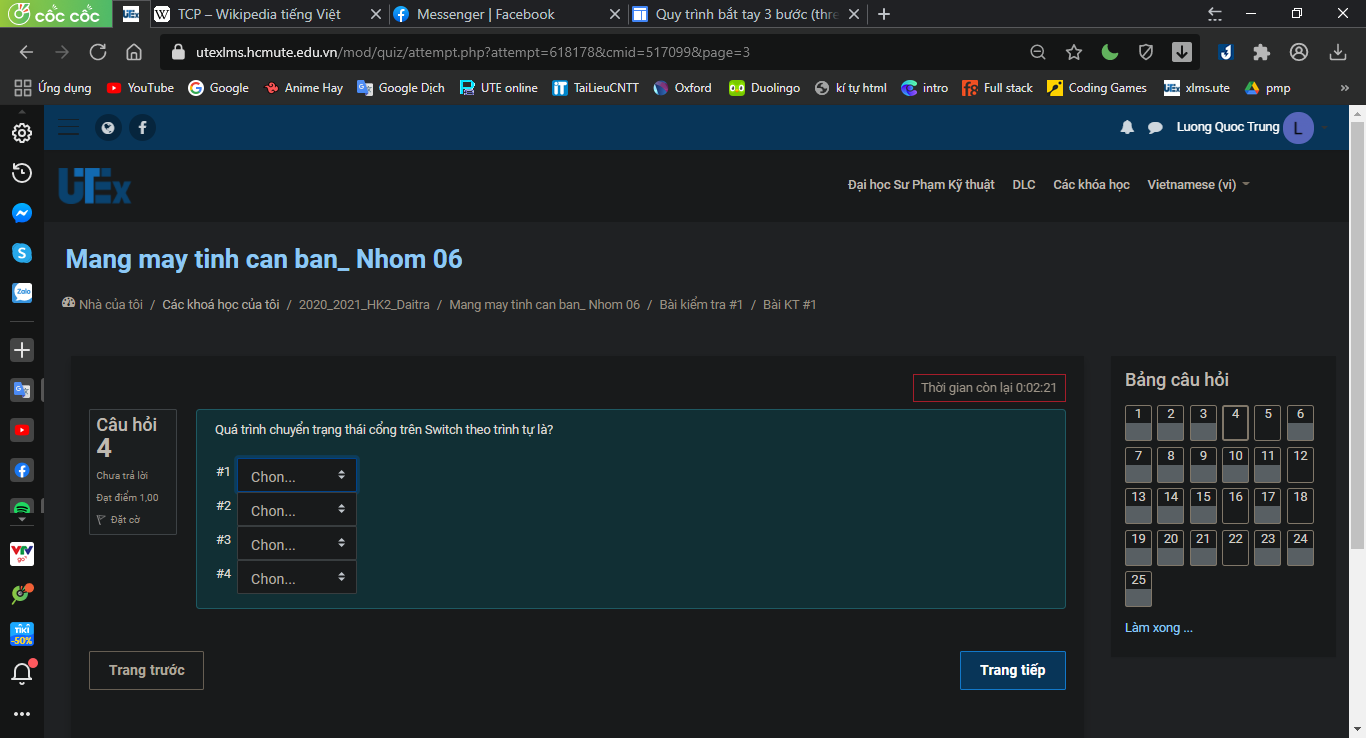 cốc cốc
UTEx
W TCP – Wikipedia tiếng Việt
Messenger | Facebook
Quy trình bắt tay 3 bước (thre
utexlms.hcmute.edu.vn/mod/quiz/attempt.php?attempt=618178&cmid=517099&page=3
Ứng dụng YouTube Google Anime Hay Google Dịch UTE online TaiLieuCNTT Oxford Duolingo kí tự html intro Full stack Coding Games xlms.ute pmp »
Luong Quoc Trung L
UTEx
Đại học Sư Phạm Kỹ thuật DLC Các khóa học Vietnamese (vi)
Mang may tinh can ban_ Nhom 06
Nhà của tôi / Các khoá học của tôi / 2020_2021_HK2_Daitra / Mang may tinh can ban_ Nhom 06 / Bài kiểm tra #1 / Bài KT #1
Thời gian còn lại 0:02:21
Câu hỏi
4
Chưa trả lời
Đạt điểm 1,00
Đặt cờ
Quá trình chuyển trạng thái cổng trên Switch theo trình tự là?
#1 Chon...
#2 Chon...
#3 Chon...
#4 Chon...
Trang trước
Trang tiếp
Bảng câu hỏi
1 2 3 4 5 6
7 8 9 10 11 12
13 14 15 16 17 18
19 20 21 22 23 24
25
Làm xong ...
Zalo
VTV
go
TIKI
-50%